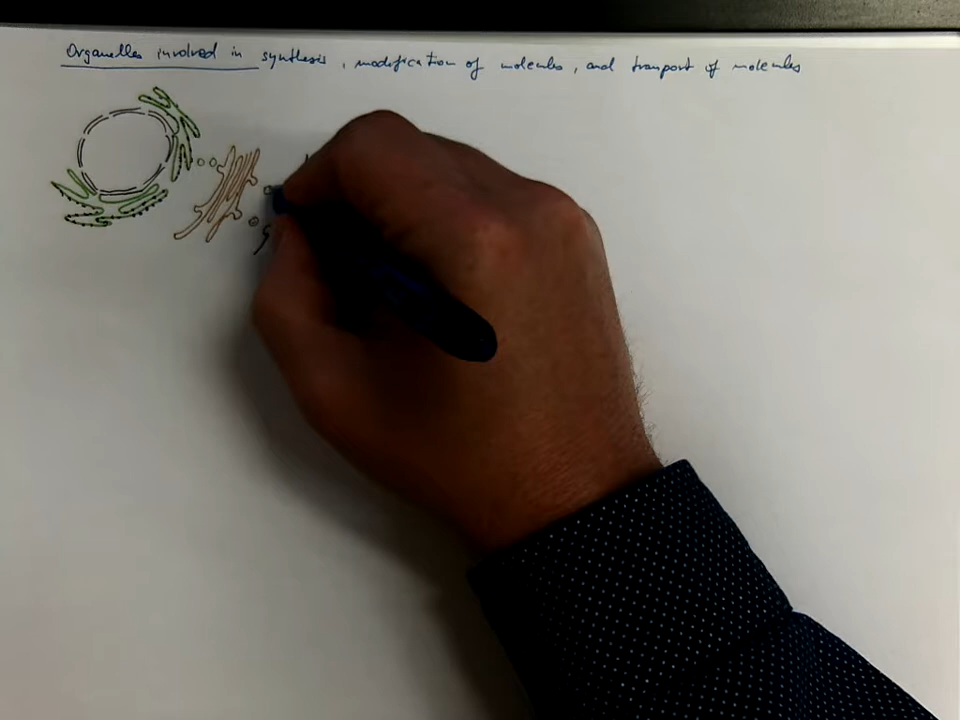 Organelles involved in synthesis, modification of molecules, and transport of molecules